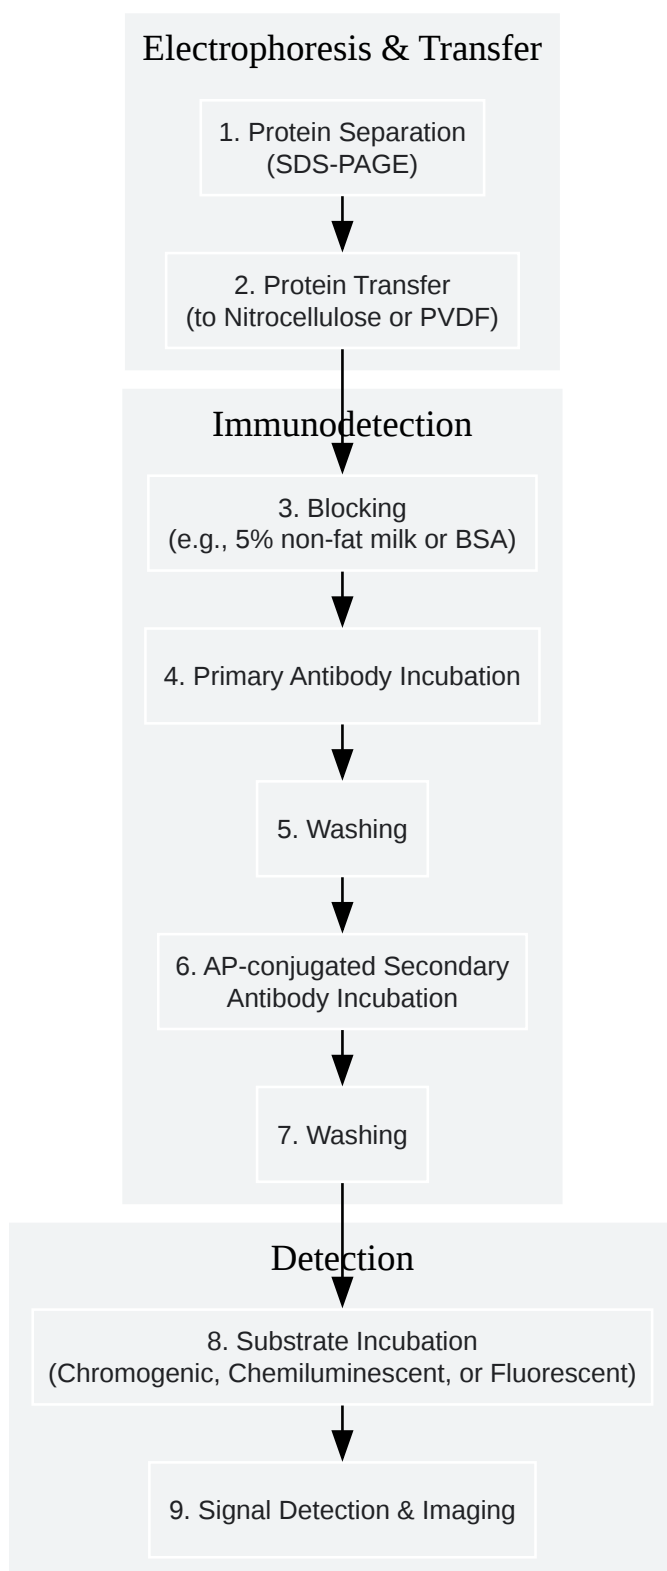 Electrophoresis & Transfer
1. Protein Separation
(SDS-PAGE)
2. Protein Transfer
(to Nitrocellulose or PVDF)
Immunodetection
3. Blocking
(e.g., 5% non-fat milk or BSA)
4. Primary Antibody Incubation
5. Washing
6. AP-conjugated Secondary
Antibody Incubation
7. Washing
Detection
8. Substrate Incubation
(Chromogenic, Chemiluminescent, or Fluorescent)
9. Signal Detection & Imaging